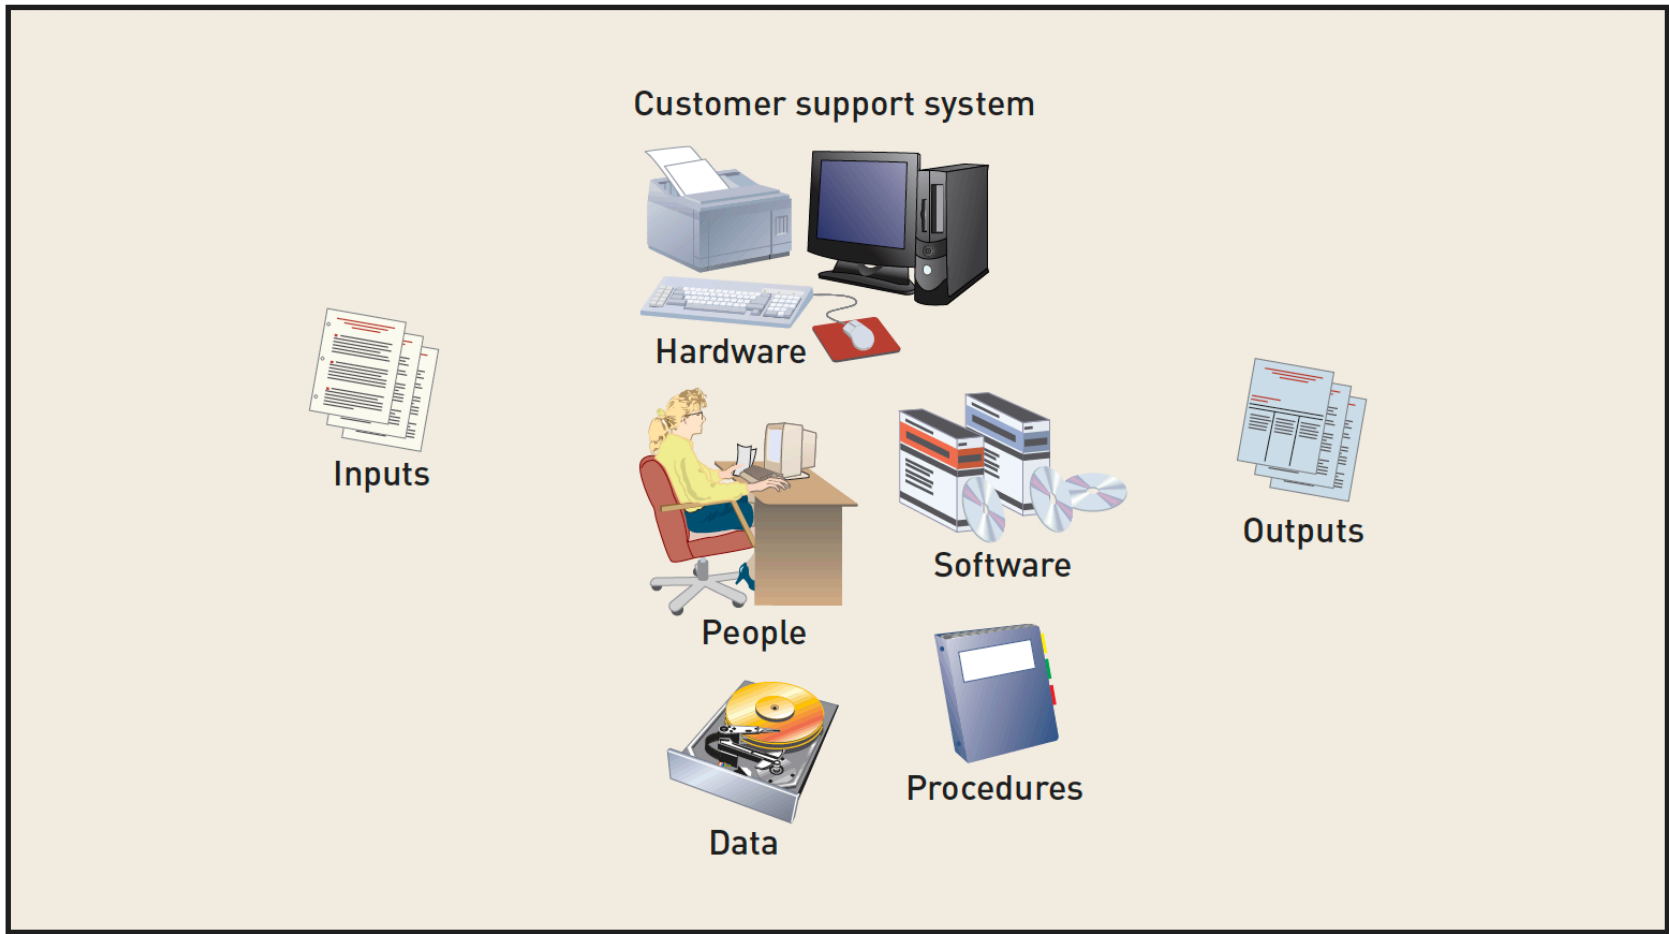 Customer support system
Hardware
Inputs
People
Software
Outputs
Data
Procedures